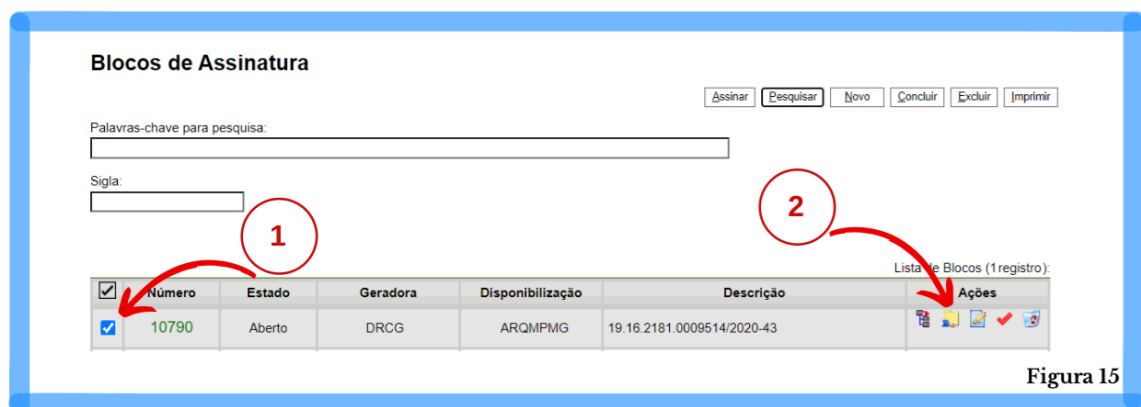 Blocos de Assinatura
Assinar Pesquisar Novo Concluir Excluir Imprimir
Palavras-chave para pesquisa:
Sigla:
1
2
Lista de Blocos (1 registro):
Número Estado Geradora Disponibilização Descrição Ações
10790 Aberto DRCG ARQMPMG 19.16.2181.0009514/2020-43
Figura 15